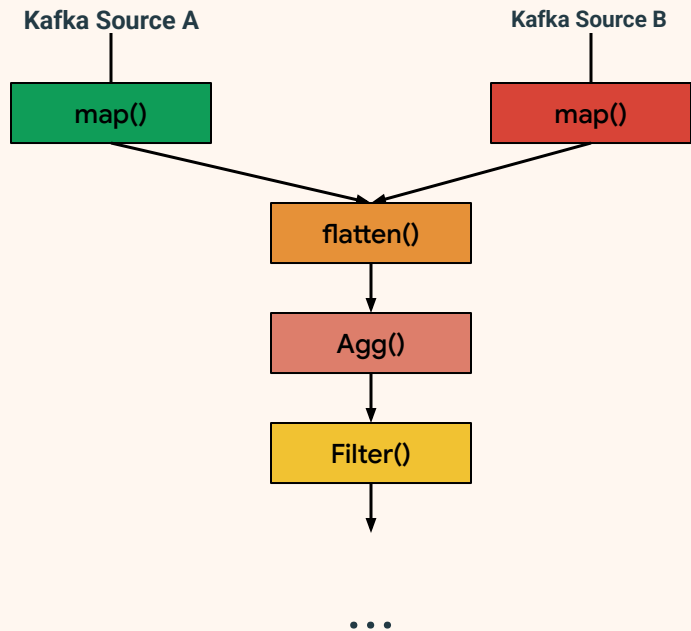 Kafka Source A
Kafka Source B
map()
map()
flatten()
Agg()
Filter()
...